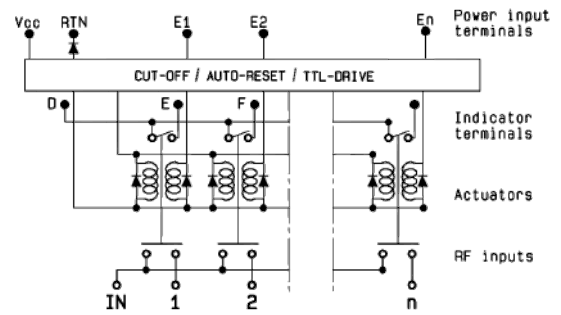 Vcc RTN E1 E2 En Power input
terminals
CUT-OFF / AUTO-RESET / TTL-DRIVE
D E F Indicator
terminals
Actuators
RF inputs
IN 1 2 n